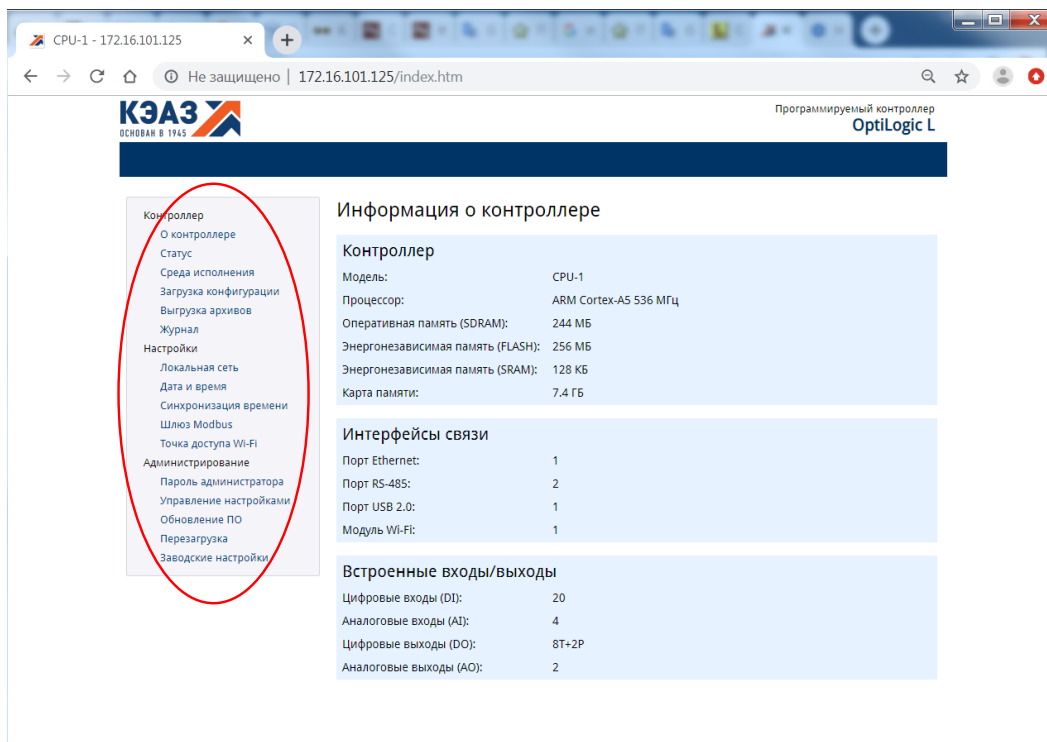 CPU-1 - 172.16.101.125
Не защищено | 172.16.101.125/index.htm
КЭАЗ
ОСНОВАН В 1945
Программируемый контроллер
OptiLogic L
Контроллер
О контроллере
Статус
Среда исполнения
Загрузка конфигурации
Выгрузка архивов
Журнал
Настройки
Локальная сеть
Дата и время
Синхронизация времени
Шлюз Modbus
Точка доступа Wi-Fi
Администрирование
Пароль администратора
Управление настройками
Обновление ПО
Перезагрузка
Заводские настройки
Информация о контроллере
Контроллер
Модель: CPU-1
Процессор: ARM Cortex-A5 536 МГц
Оперативная память (SDRAM): 244 МБ
Энергонезависимая память (FLASH): 256 МБ
Энергонезависимая память (SRAM): 128 КБ
Карта памяти: 7.4 ГБ
Интерфейсы связи
Порт Ethernet: 1
Порт RS-485: 2
Порт USB 2.0: 1
Модуль Wi-Fi: 1
Встроенные входы/выходы
Цифровые входы (DI): 20
Аналоговые входы (AI): 4
Цифровые выходы (DO): 8T+2P
Аналоговые выходы (AO): 2